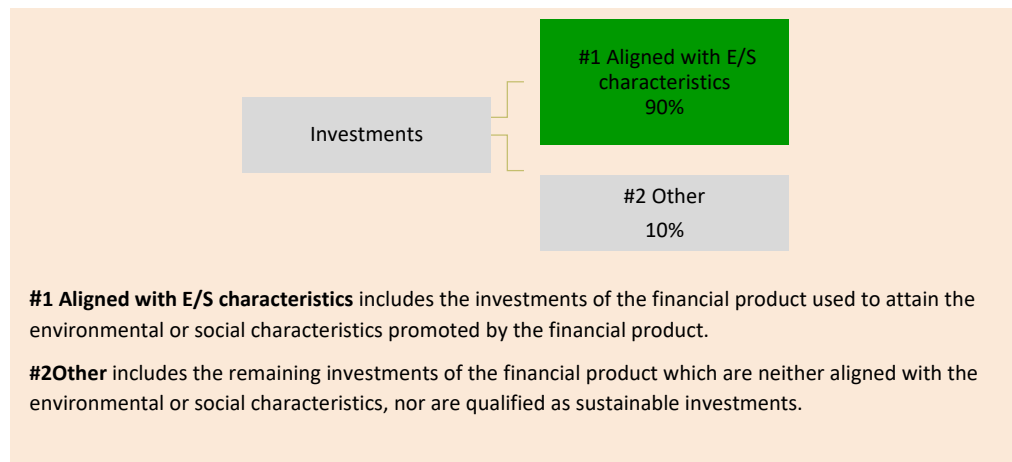 #1 Aligned with E/S
characteristics
90%
Investments
#2 Other
10%
#1 Aligned with E/S characteristics includes the investments of the financial product used to attain the
environmental or social characteristics promoted by the financial product.
#2Other includes the remaining investments of the financial product which are neither aligned with the
environmental or social characteristics, nor are qualified as sustainable investments.